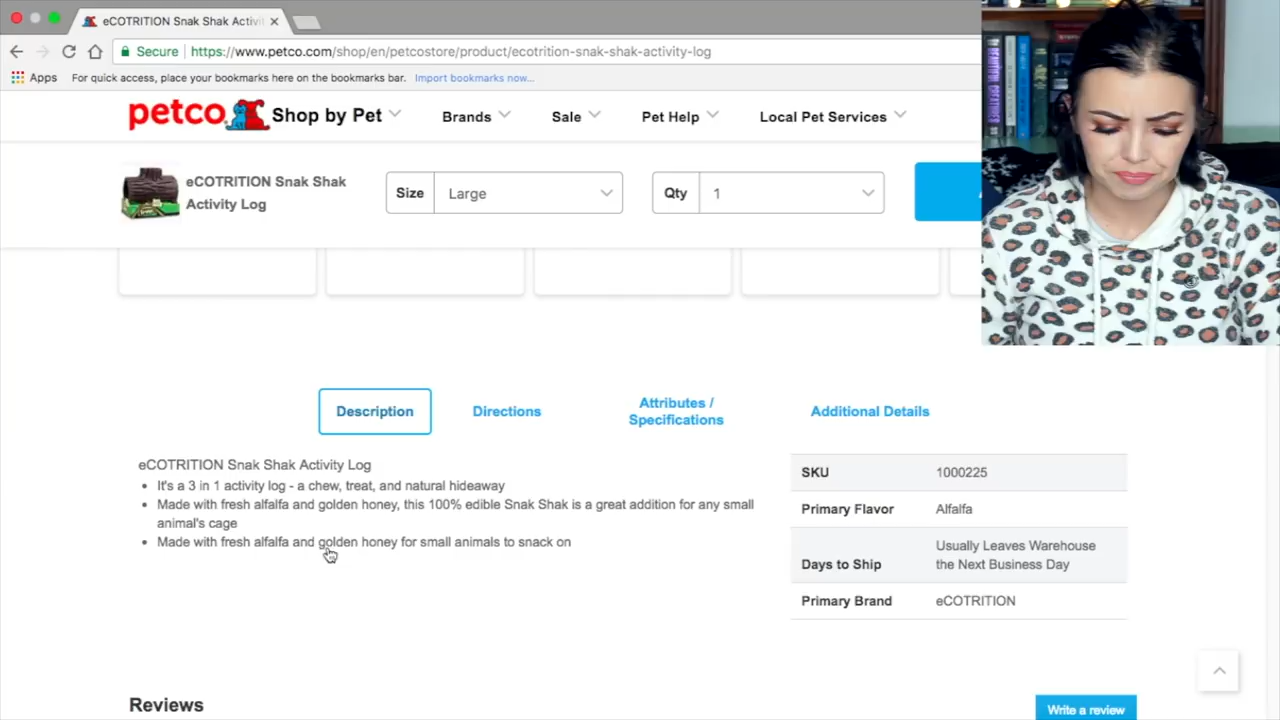 eCOTRITION Snak Shak Activi
Secure https://www.petco.com/shop/en/petcostore/product/ecotrition-snak-shak-activity-log
Apps For quick access, place your bookmarks here on the bookmarks bar. Import bookmarks now...
petco Shop by Pet Brands Sale Pet Help Local Pet Services
eCOTRITION Snak Shak
Activity Log
Size Large Qty 1
Description Directions Attributes / Specifications Additional Details
eCOTRITION Snak Shak Activity Log
• It's a 3 in 1 activity log - a chew, treat, and natural hideaway
• Made with fresh alfalfa and golden honey, this 100% edible Snak Shak is a great addition for any small
animal's cage
• Made with fresh alfalfa and golden honey for small animals to snack on
SKU 1000225
Primary Flavor Alfalfa
Days to Ship Usually Leaves Warehouse
the Next Business Day
Primary Brand eCOTRITION
Reviews
Write a review